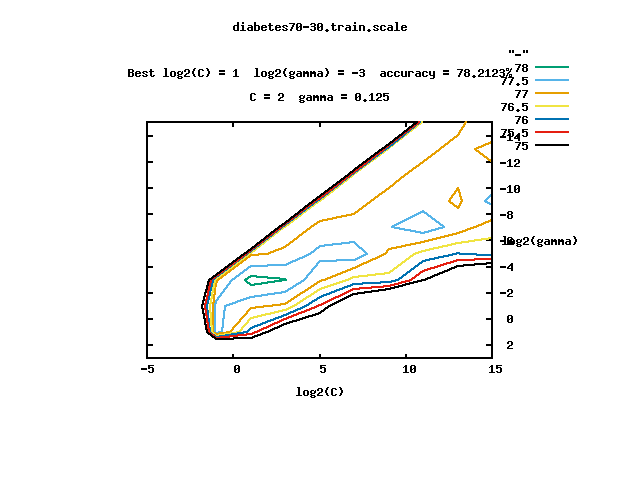 diabetes70-30.train.scale
"-"
Best log2(C) = 1  log2(gamma) = -3  accuracy = 78.2123%
C = 2  gamma = 0.125
78
77.5
77
76.5
76
75.5
75
-14
-12
-10
-8
-6
log2(gamma)
-4
-2
0
2
-5 0 5 10 15
log2(C)